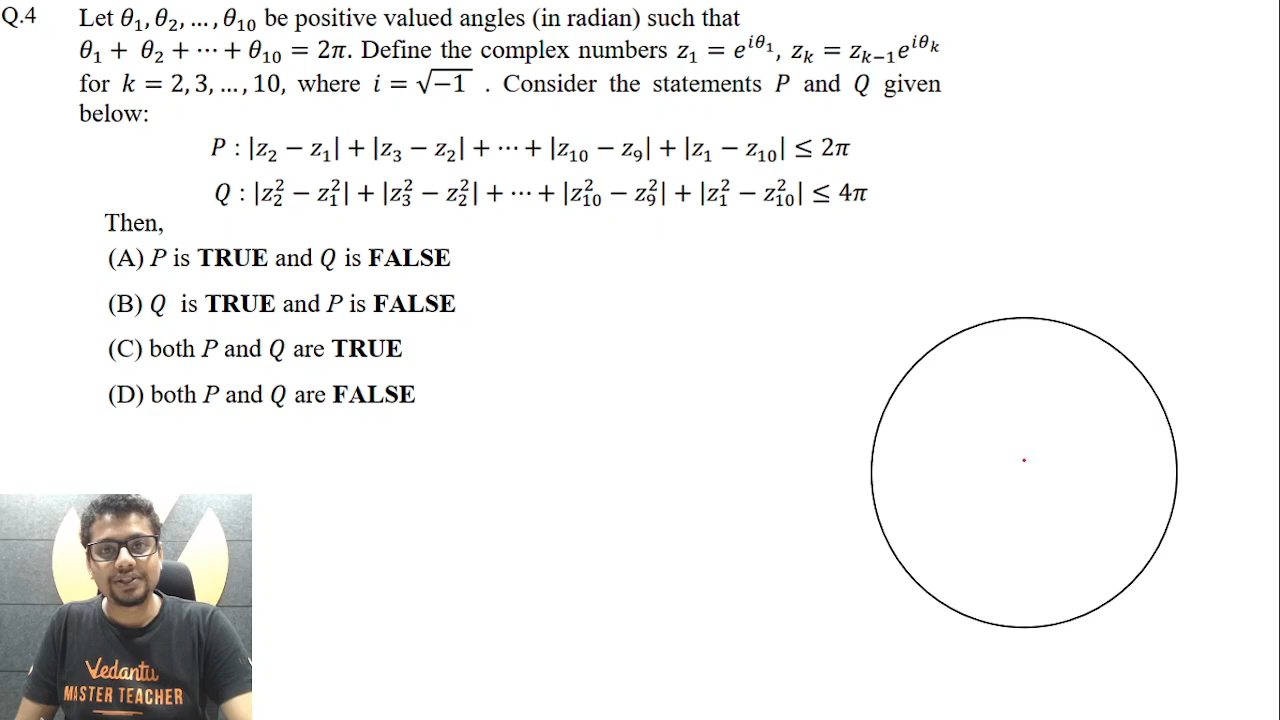 Q.4 Let θ₁, θ₂, ..., θ₁₀ be positive valued angles (in radian) such that
θ₁ + θ₂ + ⋯ + θ₁₀ = 2π. Define the complex numbers z₁ = e^{iθ₁}, z_k = z_{k−1}e^{iθ_k}
for k = 2, 3, ..., 10, where i = √−1 . Consider the statements P and Q given
below:
P : |z₂ − z₁| + |z₃ − z₂| + ⋯ + |z₁₀ − z₉| + |z₁ − z₁₀| ≤ 2π
Q : |z₂² − z₁²| + |z₃² − z₂²| + ⋯ + |z₁₀² − z₉²| + |z₁² − z₁₀²| ≤ 4π
Then,
(A) P is TRUE and Q is FALSE
(B) Q is TRUE and P is FALSE
(C) both P and Q are TRUE
(D) both P and Q are FALSE
Vedantu
MASTER TEACHER